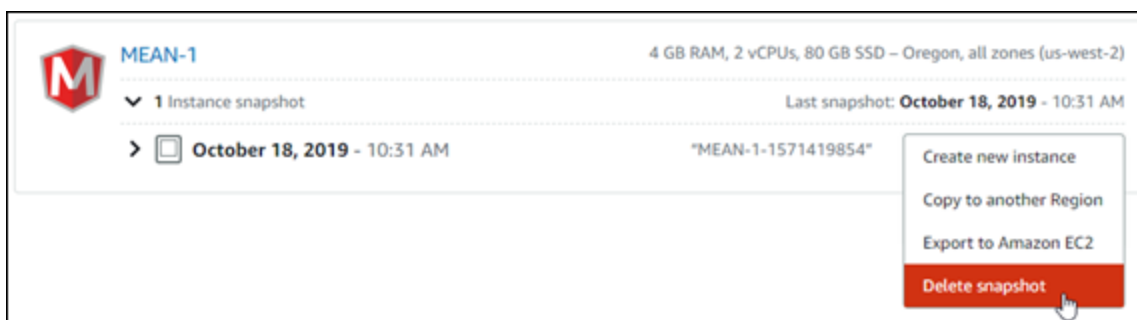 MEAN-1
4 GB RAM, 2 vCPUs, 80 GB SSD – Oregon, all zones (us-west-2)
1 Instance snapshot
Last snapshot: October 18, 2019 - 10:31 AM
October 18, 2019 - 10:31 AM
"MEAN-1-1571419854"
Create new instance
Copy to another Region
Export to Amazon EC2
Delete snapshot